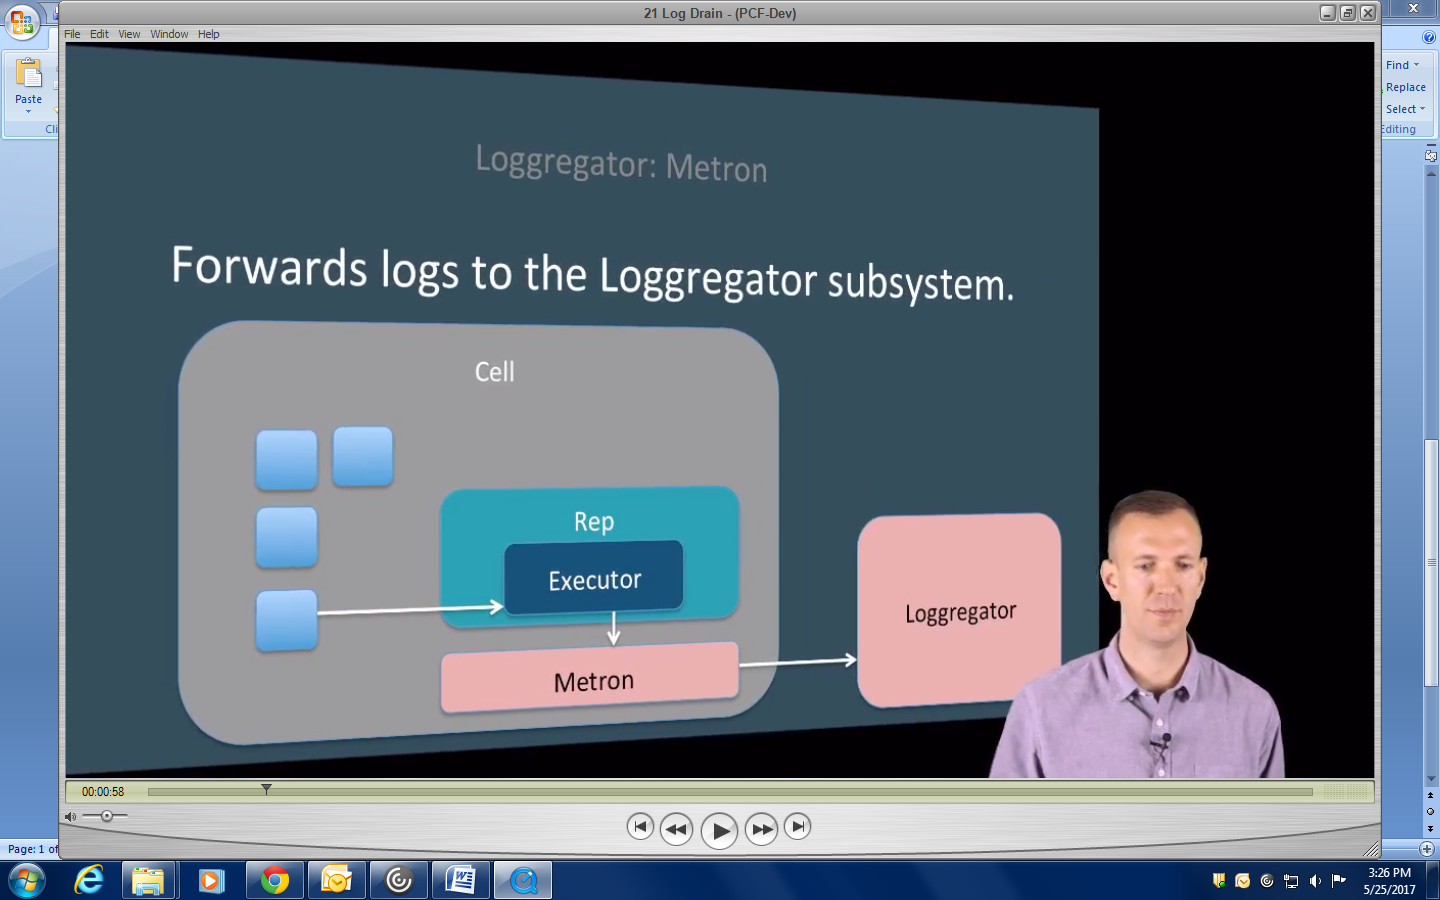 21 Log Drain - (PCF-Dev)
File Edit View Window Help
Paste
Cli
Find
Replace
Select
Editing
Loggregator: Metron
Forwards logs to the Loggregator subsystem.
Cell
Rep
Executor
Metron
Loggregator
00:00:58
Page: 1 of
3:26 PM
5/25/2017